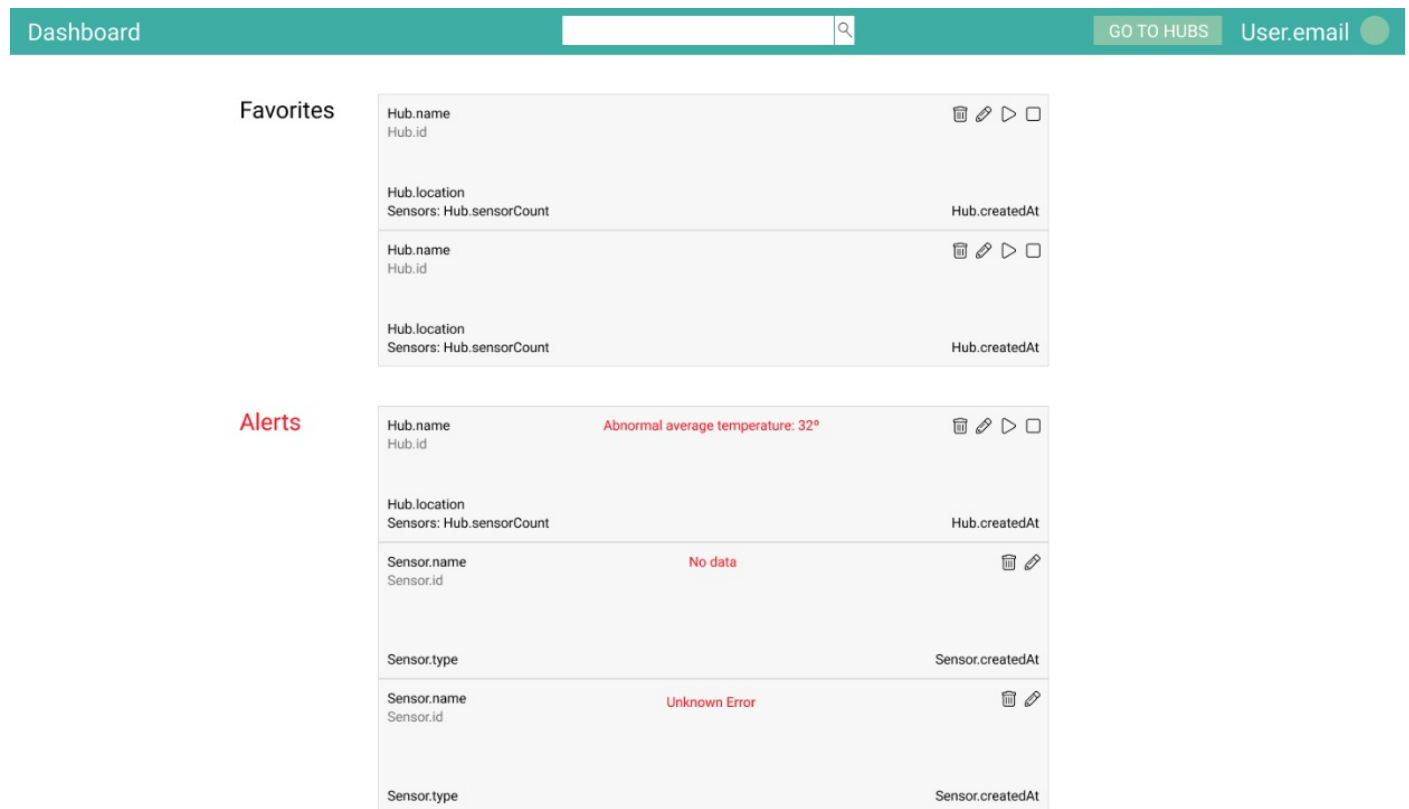 Dashboard
GO TO HUBS
User.email
Favorites
Hub.name
Hub.id
Hub.location
Sensors: Hub.sensorCount
Hub.createdAt
Hub.name
Hub.id
Hub.location
Sensors: Hub.sensorCount
Hub.createdAt
Alerts
Hub.name
Abnormal average temperature: 32º
Hub.id
Hub.location
Sensors: Hub.sensorCount
Hub.createdAt
Sensor.name
No data
Sensor.id
Sensor.type
Sensor.createdAt
Sensor.name
Unknown Error
Sensor.id
Sensor.type
Sensor.createdAt